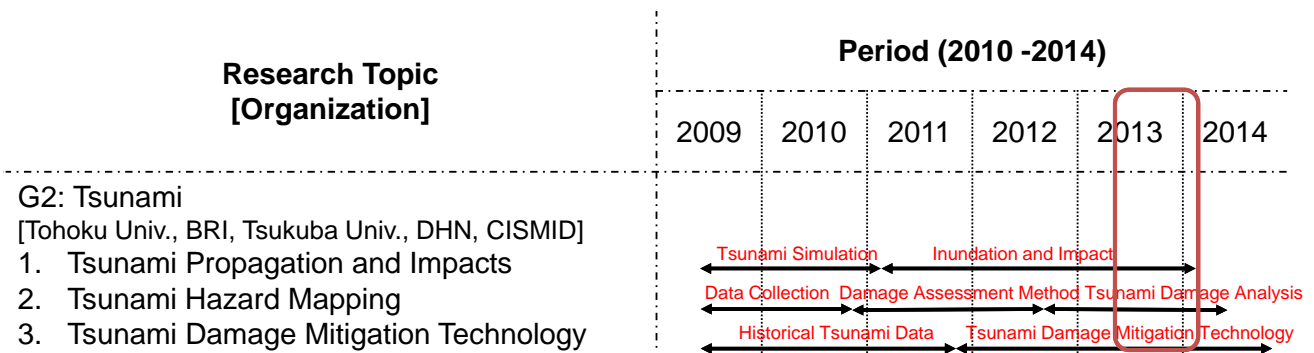 Research Topic
[Organization]
Period (2010 -2014)
2009 2010 2011 2012 2013 2014
G2: Tsunami
[Tohoku Univ., BRI, Tsukuba Univ., DHN, CISMID]
1. Tsunami Propagation and Impacts
Tsunami Simulation Inundation and Impact
2. Tsunami Hazard Mapping
Data Collection Damage Assessment Method Tsunami Damage Analysis
3. Tsunami Damage Mitigation Technology
Historical Tsunami Data Tsunami Damage Mitigation Technology